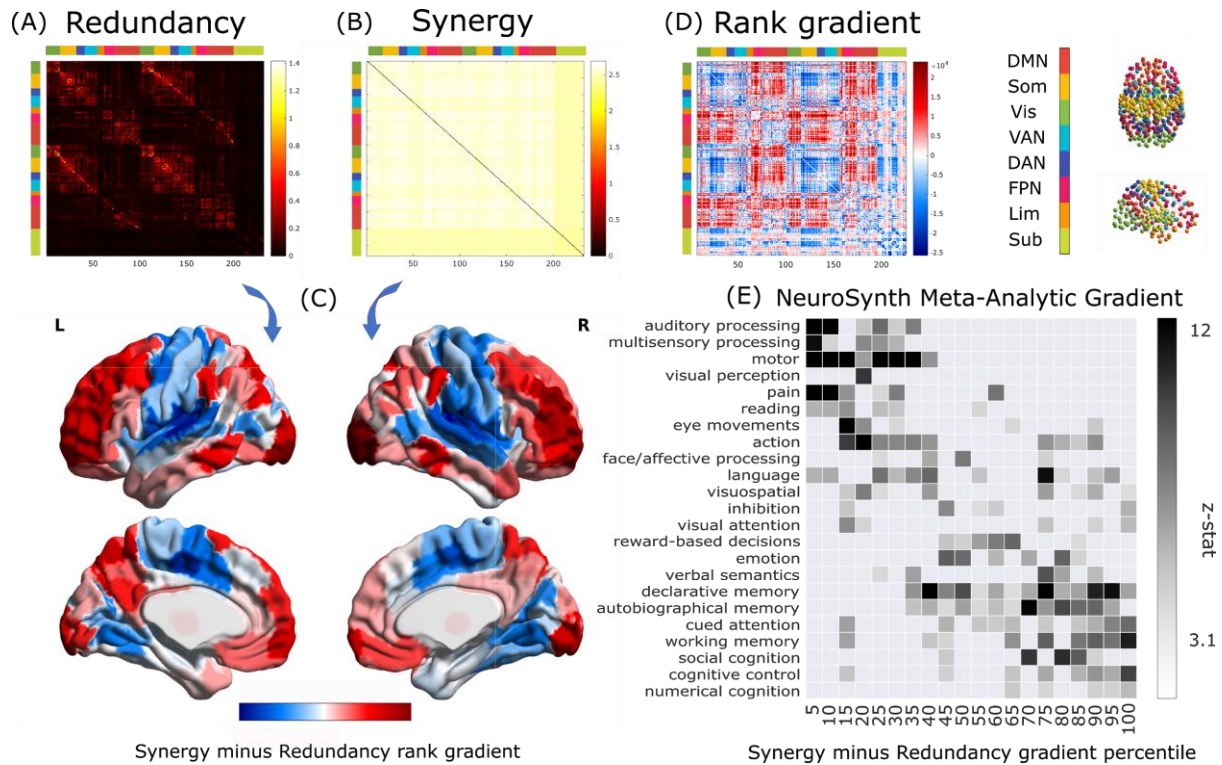 (A) Redundancy
(B) Synergy
(D) Rank gradient
1.4
1.2
1
0.8
0.6
0.4
0.2
0
50 100 150 200
2.5
2
1.5
1
0.5
0
50 100 150 200
×10⁴
2
1.5
1
0.5
0
-0.5
-1
-1.5
-2
-2.5
50 100 150 200
DMN
Som
Vis
VAN
DAN
FPN
Lim
Sub
(C)
L
R
Synergy minus Redundancy rank gradient
(E) NeuroSynth Meta-Analytic Gradient
auditory processing
multisensory processing
motor
visual perception
pain
reading
eye movements
action
face/affective processing
language
visuospatial
inhibition
visual attention
reward-based decisions
emotion
verbal semantics
declarative memory
autobiographical memory
cued attention
working memory
social cognition
cognitive control
numerical cognition
5 10 15 20 25 30 35 40 45 50 55 60 65 70 75 80 85 90 95 100
Synergy minus Redundancy gradient percentile
12
z-stat
3.1